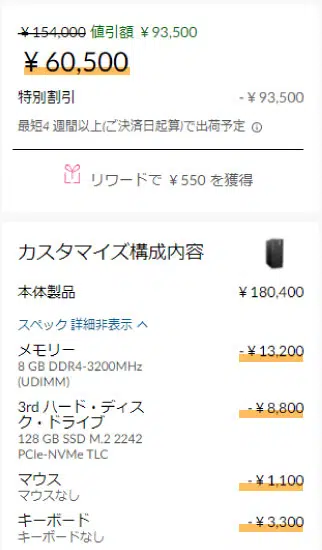 ￥154,000 値引額 ￥93,500
￥60,500
特別割引 - ￥93,500
最短4 週間以上(ご決済日起算)で出荷予定
リワードで ￥550 を獲得
カスタマイズ構成内容
本体製品 ￥180,400
スペック 詳細非表示
メモリー - ￥13,200
8 GB DDR4-3200MHz
(UDIMM)
3rd ハード・ディス - ￥8,800
ク・ドライブ
128 GB SSD M.2 2242
PCIe-NVMe TLC
マウス - ￥1,100
マウスなし
キーボード - ￥3,300
キーボードなし